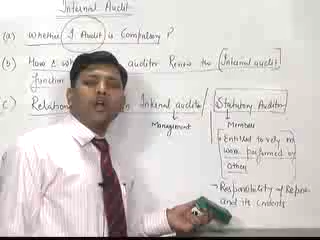 Internal Audit
(a) Whether I Audit is Compulsory ?
(b) How & auditor Review the Internal audit
function
(c) Relation Internal auditor / Statutory Auditor
Management
Members
Entitled to rely on
work performed by
other
Responsibility of Report
and its contents